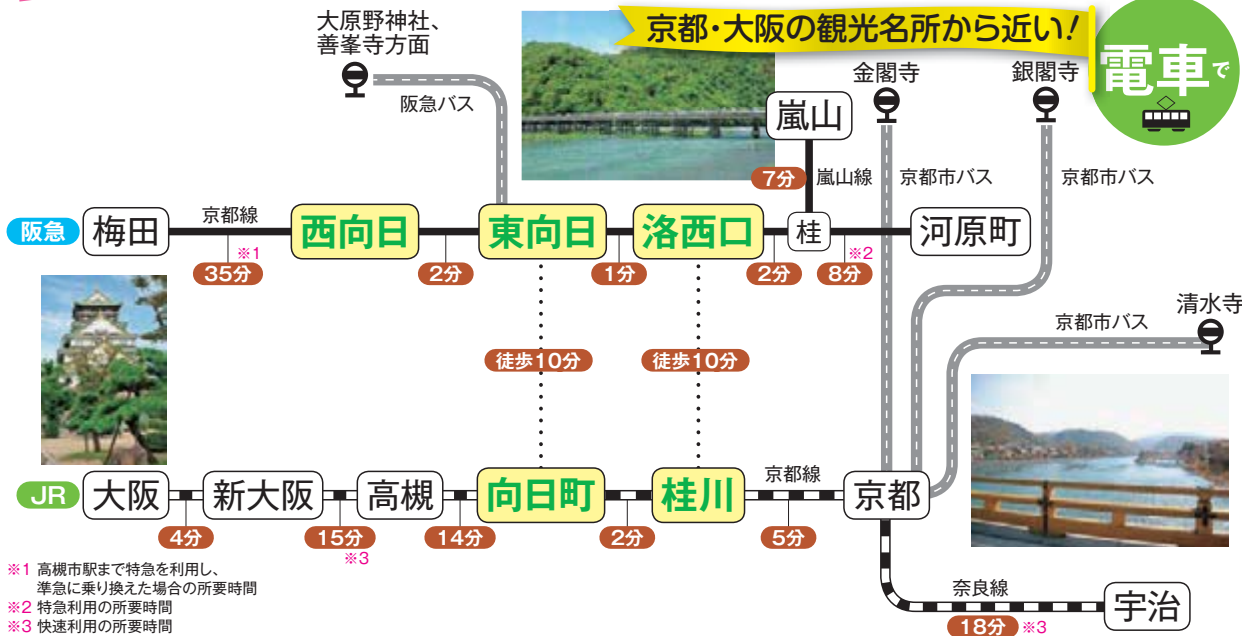 京都・大阪の観光名所から近い!
電車で
大原野神社、
善峯寺方面
阪急バス
金閣寺
銀閣寺
嵐山
7分
嵐山線
京都市バス
京都市バス
阪急
梅田
京都線
※1
35分
西向日
2分
東向日
1分
洛西口
2分
桂
※2
8分
河原町
清水寺
京都市バス
徒歩10分
徒歩10分
JR
大阪
4分
新大阪
15分
※3
高槻
14分
向日町
2分
桂川
京都線
5分
京都
奈良線
18分
※3
宇治
※1 高槻市駅まで特急を利用し、
準急に乗り換えた場合の所要時間
※2 特急利用の所要時間
※3 快速利用の所要時間